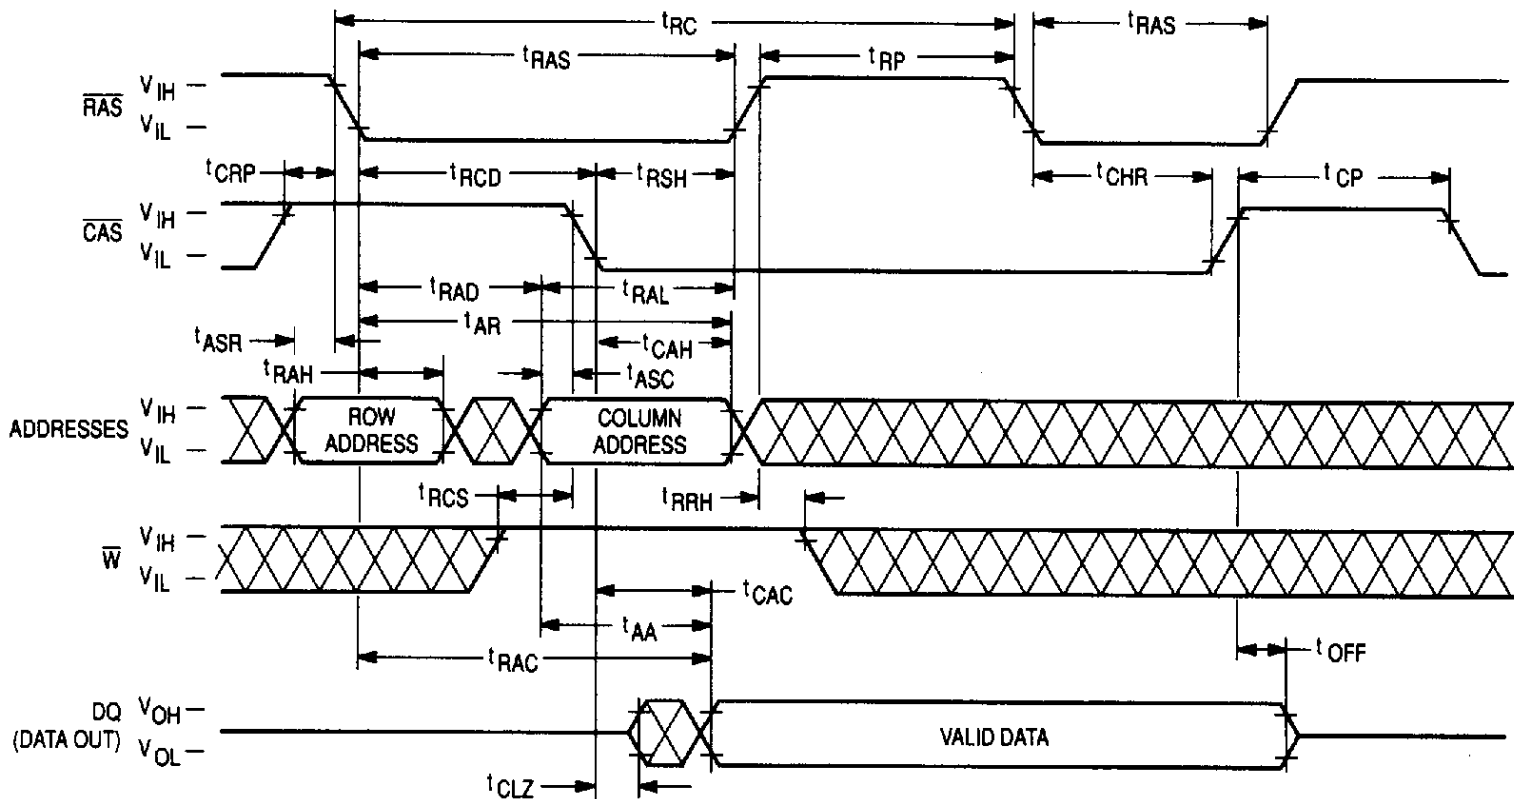 tRC
tRAS
tRAS
tRP
RAS
VIH
VIL
tCRP
tRCD
tRSH
tCHR
tCP
CAS
VIH
VIL
tRAD
tRAL
tAR
tASR
tCAH
tRAH
tASC
ADDRESSES
VIH
VIL
ROW
ADDRESS
COLUMN
ADDRESS
tRCS
tRRH
W
VIH
VIL
tCAC
tAA
tRAC
tOFF
DQ
(DATA OUT)
VOH
VOL
VALID DATA
tCLZ